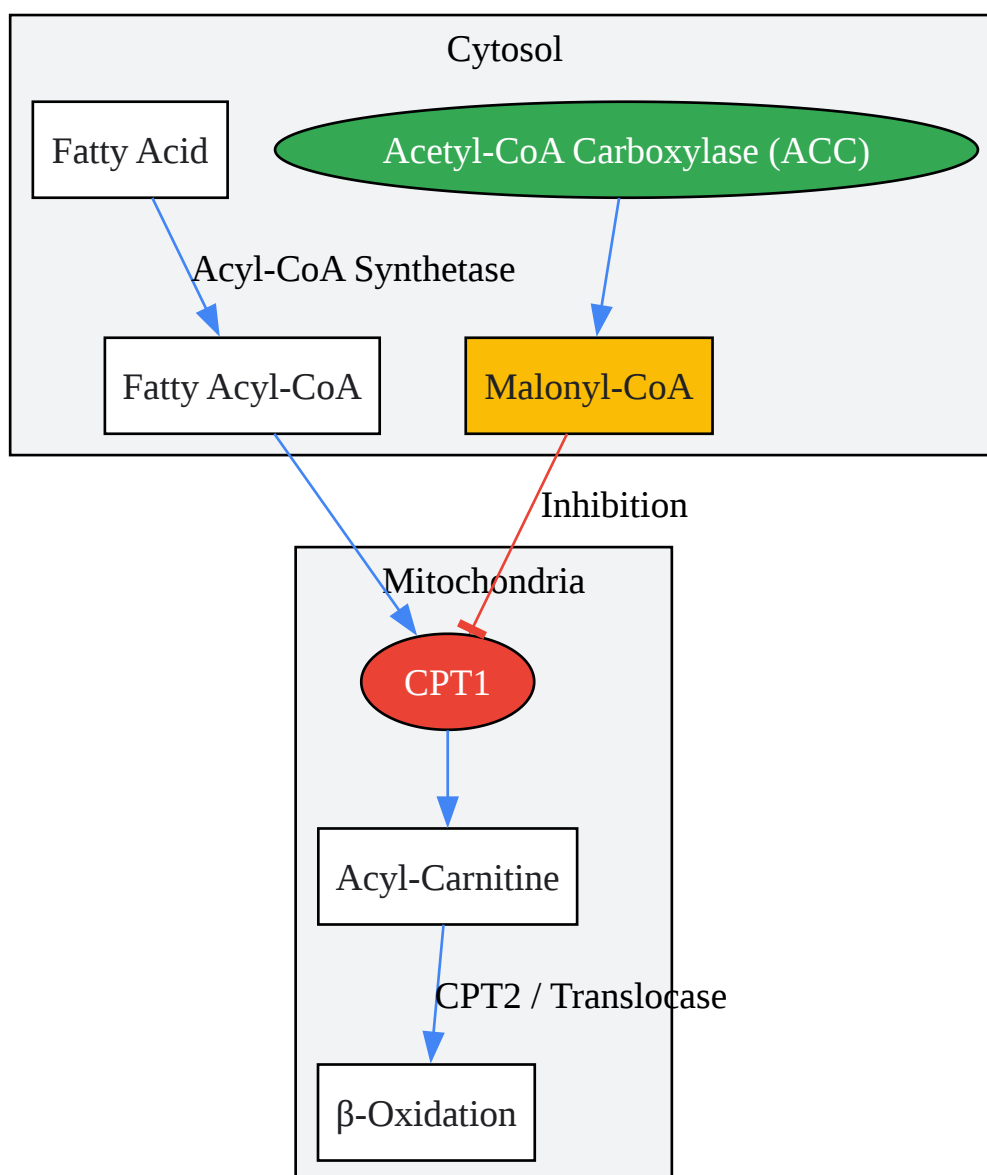 Cytosol
Fatty Acid
Acetyl-CoA Carboxylase (ACC)
Acyl-CoA Synthetase
Fatty Acyl-CoA
Malonyl-CoA
Inhibition
Mitochondria
CPT1
Acyl-Carnitine
CPT2 / Translocase
β-Oxidation